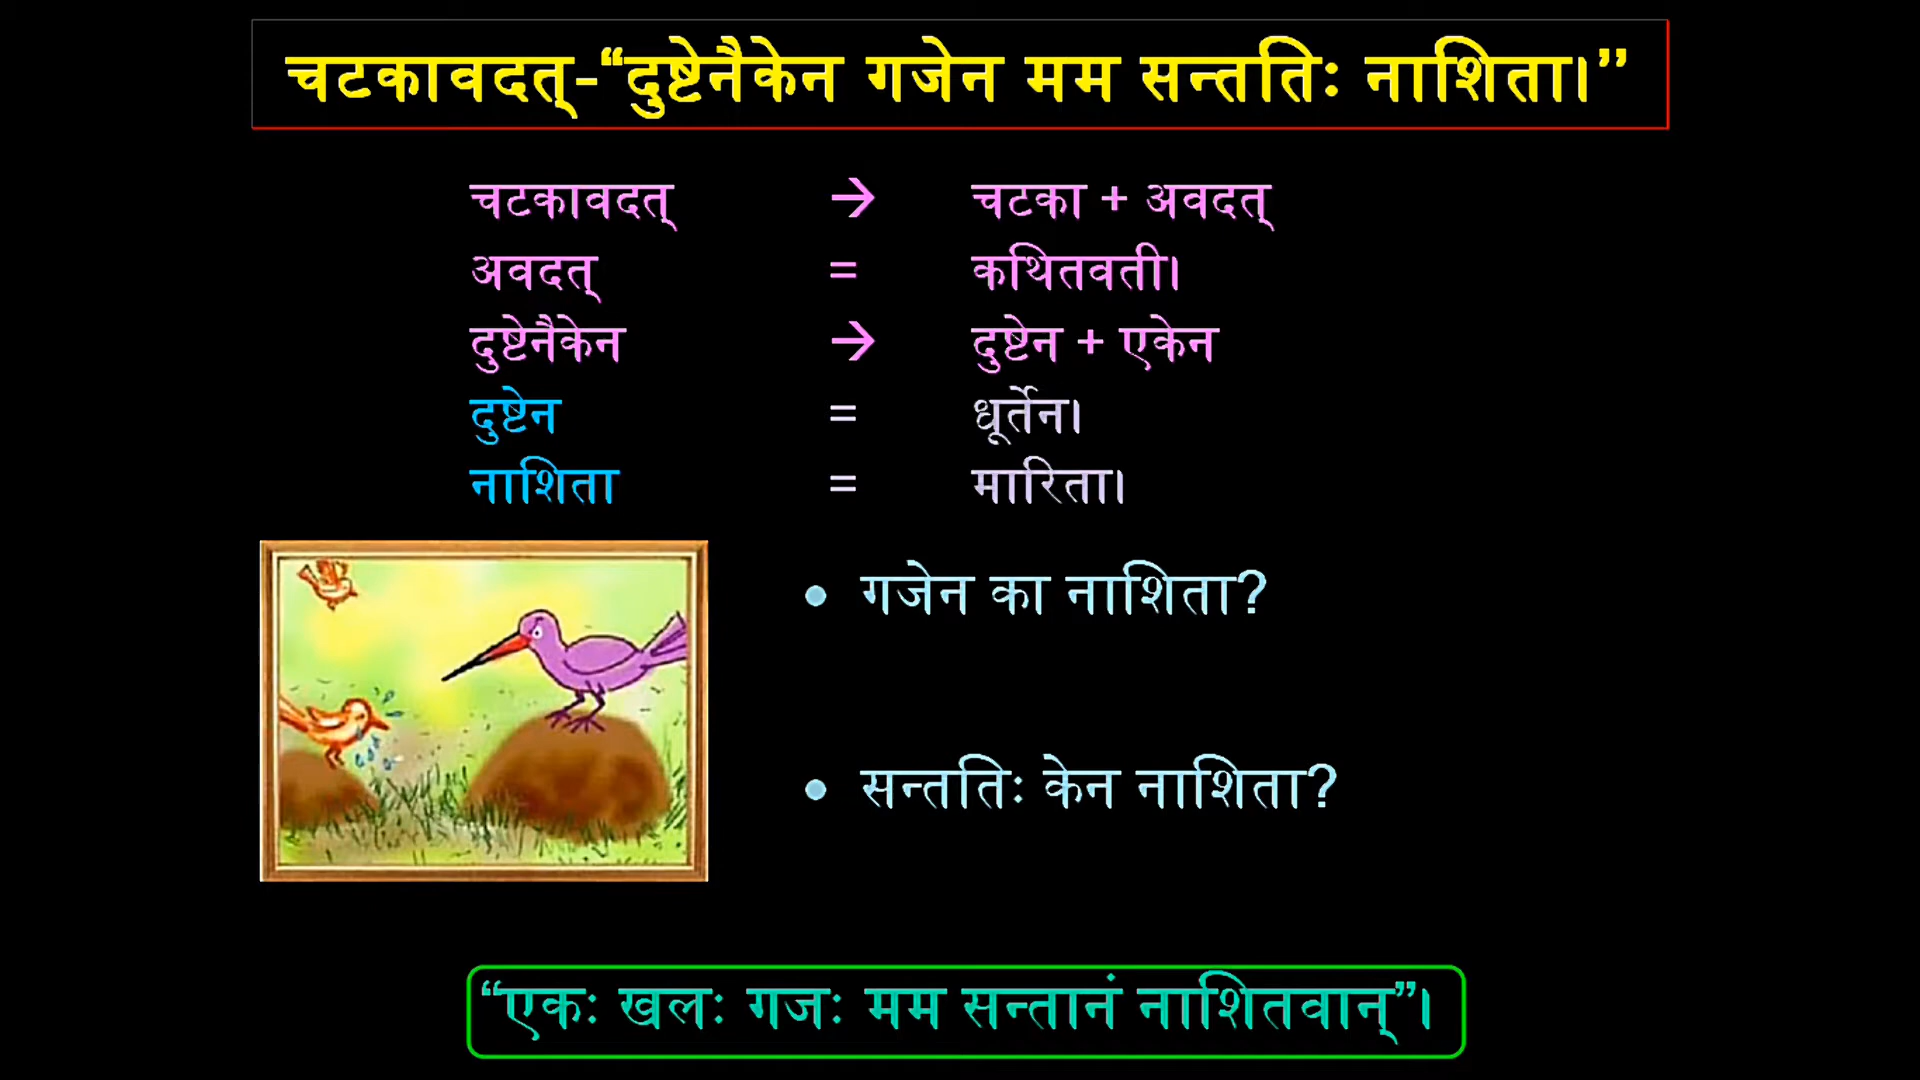 चटकावदत्-“दुष्टेनैकेन गजेन मम सन्ततिः नाशिता।”
चटकावदत् → चटका + अवदत्
अवदत् = कथितवती।
दुष्टेनैकेन → दुष्टेन + एकेन
दुष्टेन = धूर्तेन।
नाशिता = मारिता।
• गजेन का नाशिता?
• सन्ततिः केन नाशिता?
“एकः खलः गजः मम सन्तानं नाशितवान्”।